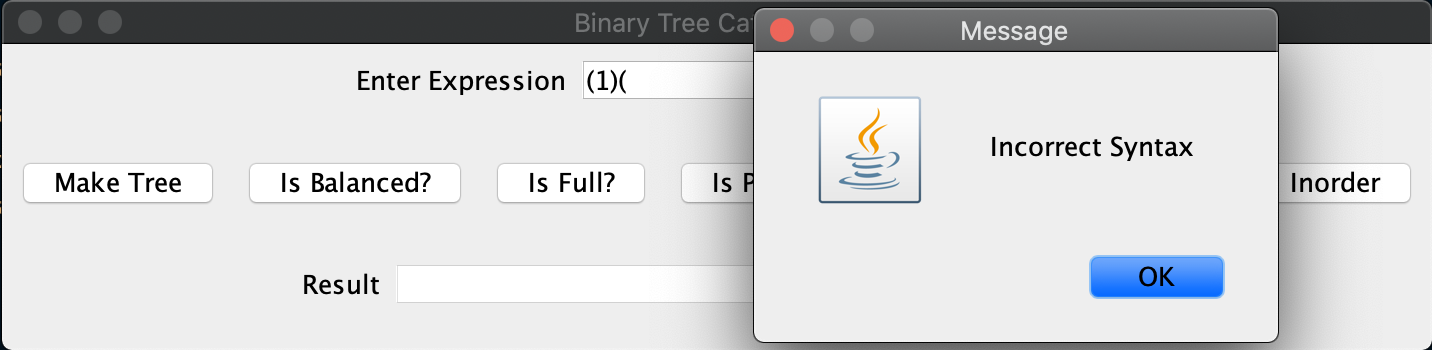 Binary Tree Cat
Message
Enter Expression (1)(
Incorrect Syntax
Make Tree Is Balanced? Is Full? Is P Inorder
OK
Result